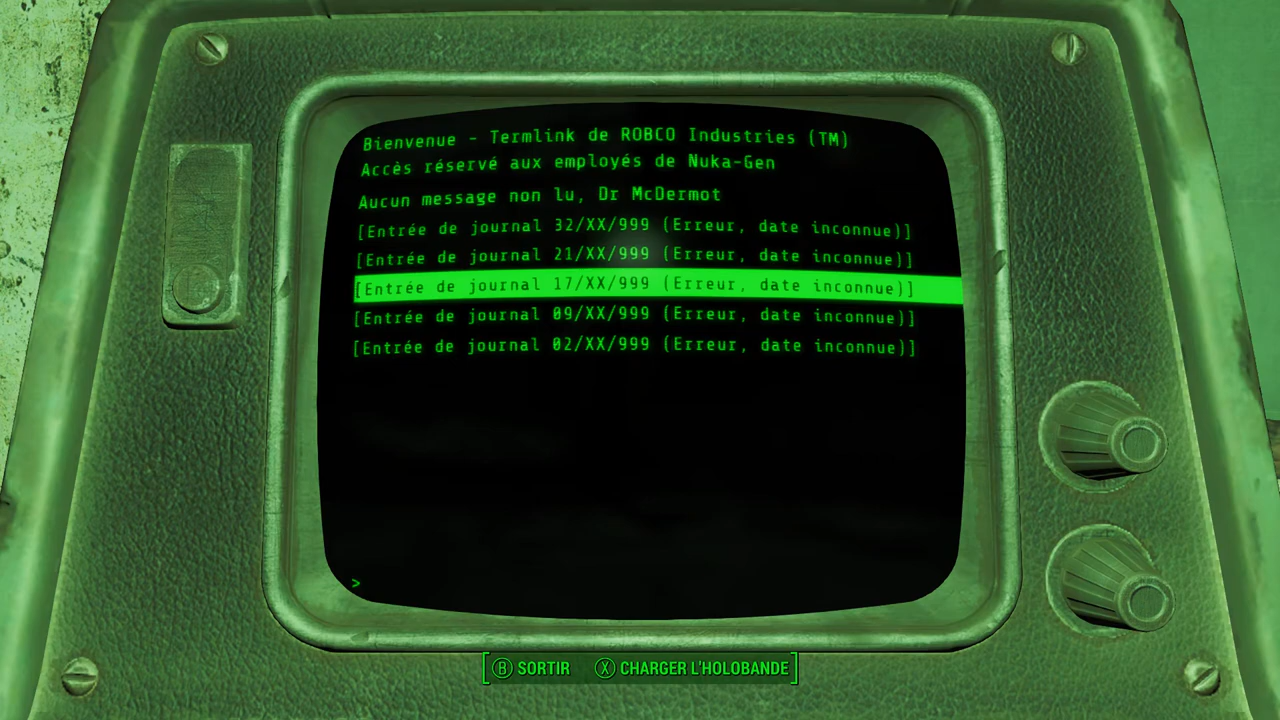 Bienvenue - Termlink de ROBCO Industries (TM)
Accès réservé aux employés de Nuka-Gen
Aucun message non lu, Dr McDermot
[Entrée de journal 32/XX/999 (Erreur, date inconnue)]
[Entrée de journal 21/XX/999 (Erreur, date inconnue)]
[Entrée de journal 17/XX/999 (Erreur, date inconnue)]
[Entrée de journal 09/XX/999 (Erreur, date inconnue)]
[Entrée de journal 02/XX/999 (Erreur, date inconnue)]
>
[Ⓑ SORTIR Ⓧ CHARGER L'HOLOBANDE]